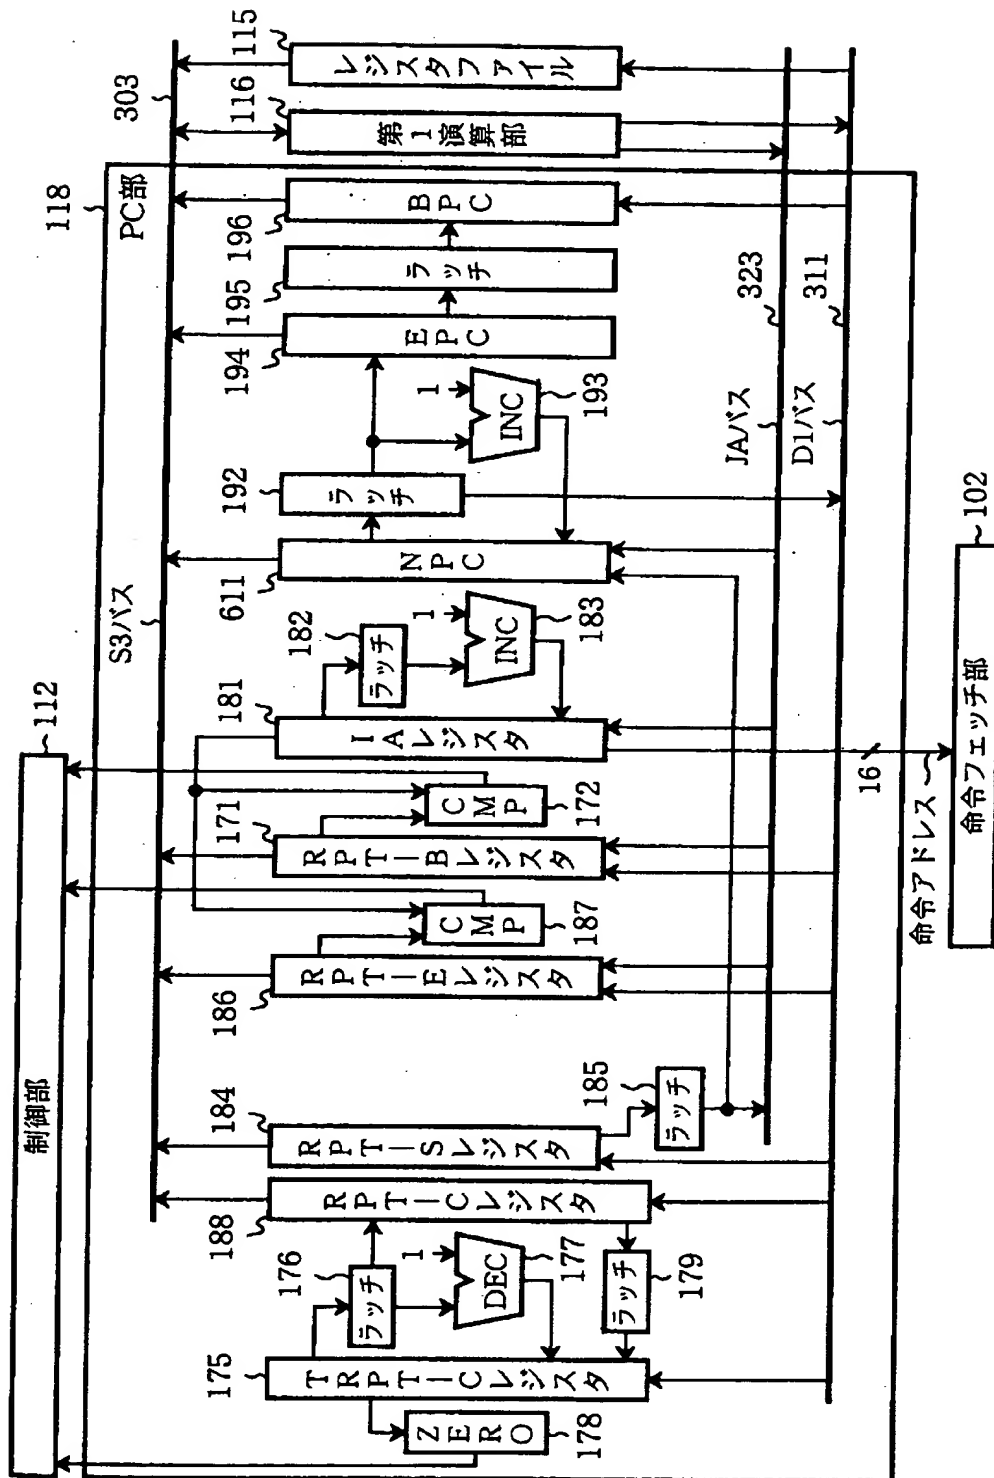 制御部
112
118
PC部
S3バス
303
175
TRPT-Cレジスタ
ZERO
178
176
ラッチ
1
DEC
177
ラッチ
179
188
RPT-Cレジスタ
184
RPT-Sレジスタ
ラッチ
185
186
RPT-Eレジスタ
CMP
187
171
RPT-Bレジスタ
CMP
172
181
IAレジスタ
182
ラッチ
1
INC
183
611
NPC
192
ラッチ
1
INC
193
194
EPC
195
ラッチ
196
BPC
116
第1演算部
115
レジスタファイル
JAバス
323
D1バス
311
16
命令アドレス
命令フェッチ部
102